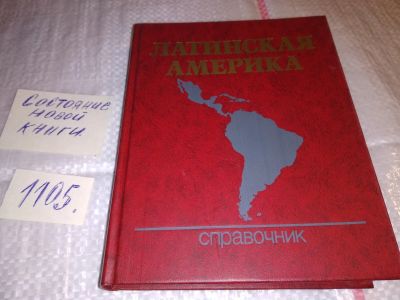 ЛАТИНСКАЯ
АМЕРИКА
справочник
Состояние
новой
книги.
1105.